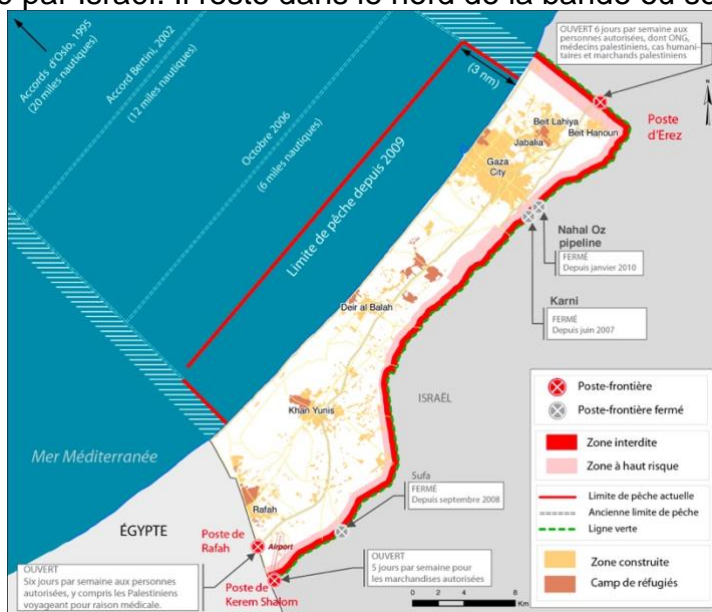 par Israël. Il reste dans le nord de la bande ou se
Accords d'Oslo, 1995
(20 miles nautiques)
Accord Bertini, 2002
(12 miles nautiques)
Octobre 2006
(6 miles nautiques)
Limite de pêche depuis 2009
(3 nm)
OUVERT 6 jours par semaine aux
personnes autorisées, dont ONG,
médecins palestiniens, cas humani-
taires et marchands palestiniens
N
Poste
d'Erez
Beit Lahiya
Beit Hanoun
Jabalia
Gaza
City
Nahal Oz
pipeline
FERMÉ
Depuis janvier 2010
Karni
FERMÉ
Depuis juin 2007
Deir al Balah
ISRAËL
Khan Yunis
Mer Méditerranée
Sufa
FERMÉ
Depuis septembre 2008
Rafah
ÉGYPTE
Poste de
Rafah
Airport
OUVERT
Six jours par semaine aux personnes
autorisées, y compris les Palestiniens
voyageant pour raison médicale.
Poste de
Kerem Shalom
OUVERT
5 jours par semaine pour
les marchandises autorisées
Poste-frontière
Poste-frontière fermé
Zone interdite
Zone à haut risque
Limite de pêche actuelle
Ancienne limite de pêche
Ligne verte
Zone construite
Camp de réfugiés
0 2 4 8
Km